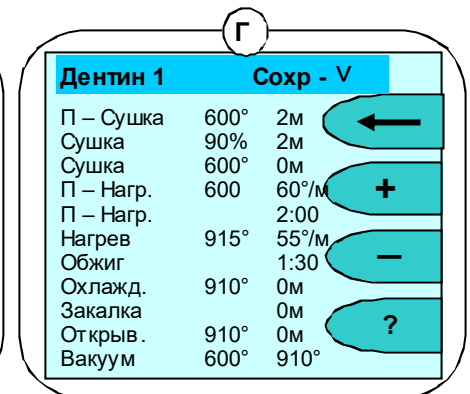 Г
Дентин 1 Сохр - V
П – Сушка 600° 2м
Сушка 90% 2м
Сушка 600° 0м
П – Нагр. 600 60°/м
П – Нагр. 2:00
Нагрев 915° 55°/м
Обжиг 1:30
Охлажд. 910° 0м
Закалка 0м
Открыв. 910° 0м
Вакуум 600° 910°
+
–
?